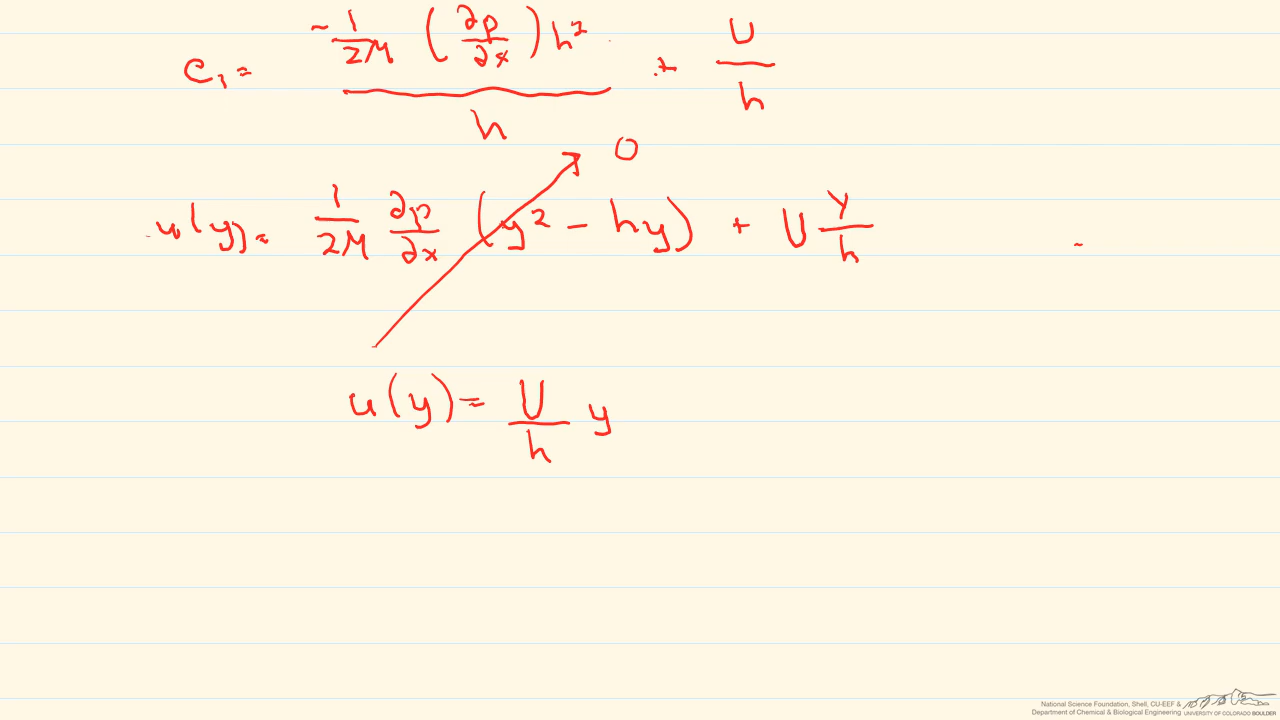 C₁ = (-1/2μ (∂p/∂x) h²)/h + U/h
u(y) = 1/2μ ∂p/∂x (y² - hy) + U y/h
0
u(y) = U/h y
National Science Foundation, Shell, CU-EEF &
Department of Chemical & Biological Engineering UNIVERSITY OF COLORADO BOULDER